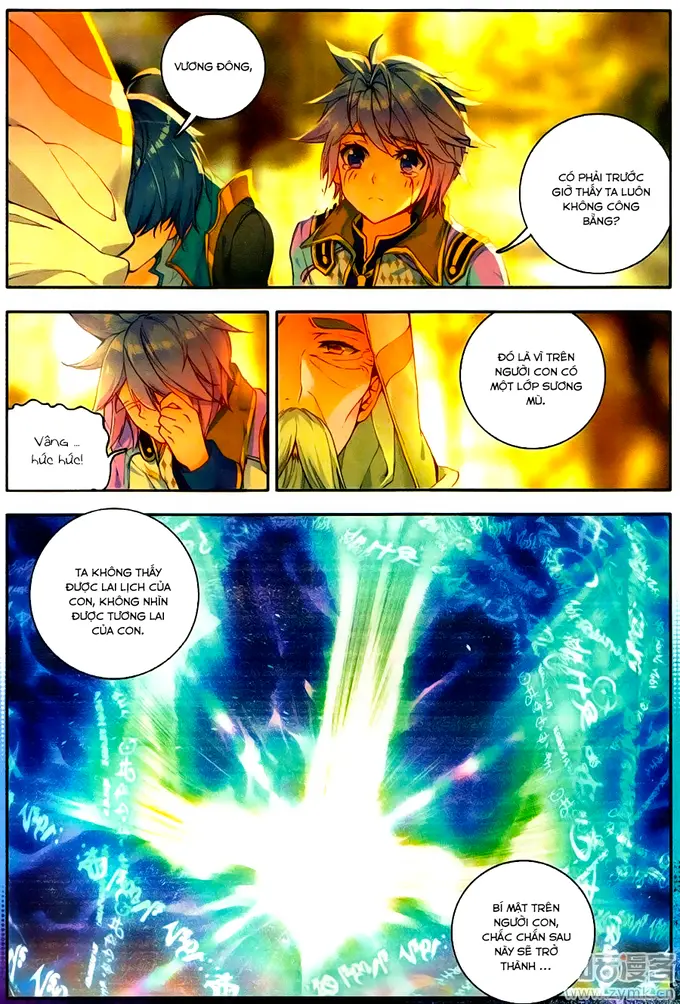 VƯƠNG ĐÔNG,
CÓ PHẢI TRƯỚC
GIỜ THẤY TA LUÔN
KHÔNG CÔNG
BẰNG?
Vâng ...
hức hức!
ĐÓ LÀ VÌ TRÊN
NGƯỜI CON CÓ
MỘT LỚP SƯƠNG
MÙ.
TA KHÔNG THẤY
ĐƯỢC LAI LỊCH CỦA
CON, KHÔNG NHÌN
ĐƯỢC TƯƠNG LAI
CỦA CON.
BÍ MẬT TRÊN
NGƯỜI CON,
CHẮC CHẮN SAU
NÀY SẼ TRỞ
THÀNH ...
www.zymk.cn